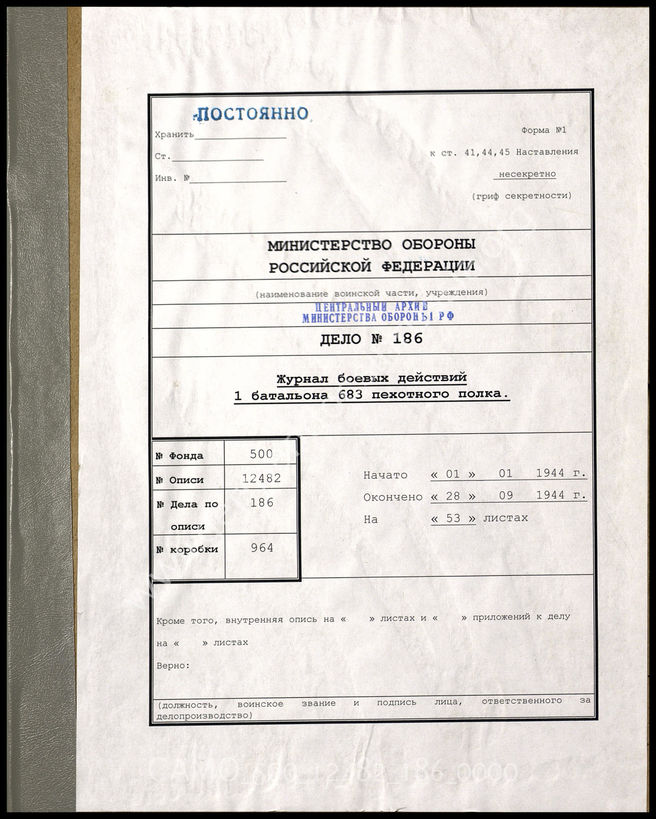 ПОСТОЯННО
Хранить
Форма №1
Ст.
к ст. 41,44,45 Наставления
Инв. №
несекретно
(гриф секретности)
МИНИСТЕРСТВО ОБОРОНЫ
РОССИЙСКОЙ ФЕДЕРАЦИИ
(наименование воинской части, учреждения)
ЦЕНТРАЛЬНЫЙ АРХИВ
МИНИСТЕРСТВА ОБОРОНЫ РФ
ДЕЛО № 186
Журнал боевых действий
1 батальона 683 пехотного полка.
№ Фонда 500
№ Описи 12482
№ Дела по 186
описи
№ коробки 964
Начато « 01 » 01 1944 г.
Окончено « 28 » 09 1944 г.
На « 53 » листах
Кроме того, внутренняя опись на « » листах и « » приложений к делу
на « » листах
Верно:
(должность, воинское звание и подпись лица, ответственного за
делопроизводство)